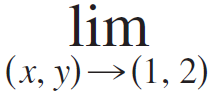 lim
(x, y)→(1, 2)